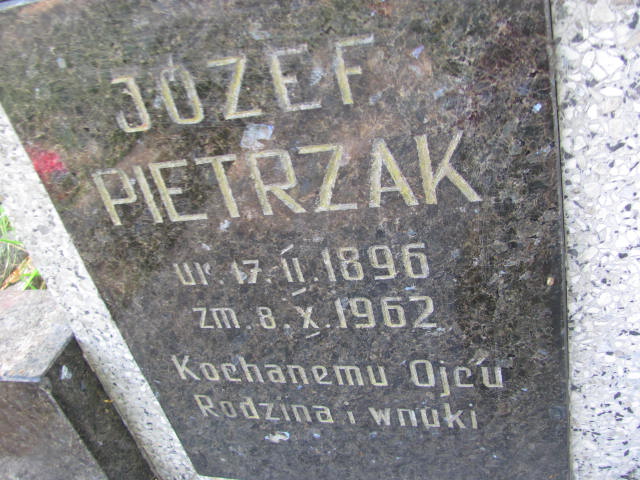 JÓZEF
PIETRZAK
ur. 17. II. 1896
zm. 8. X. 1962
Kochanemu Ojcu
Rodzina i wnuki